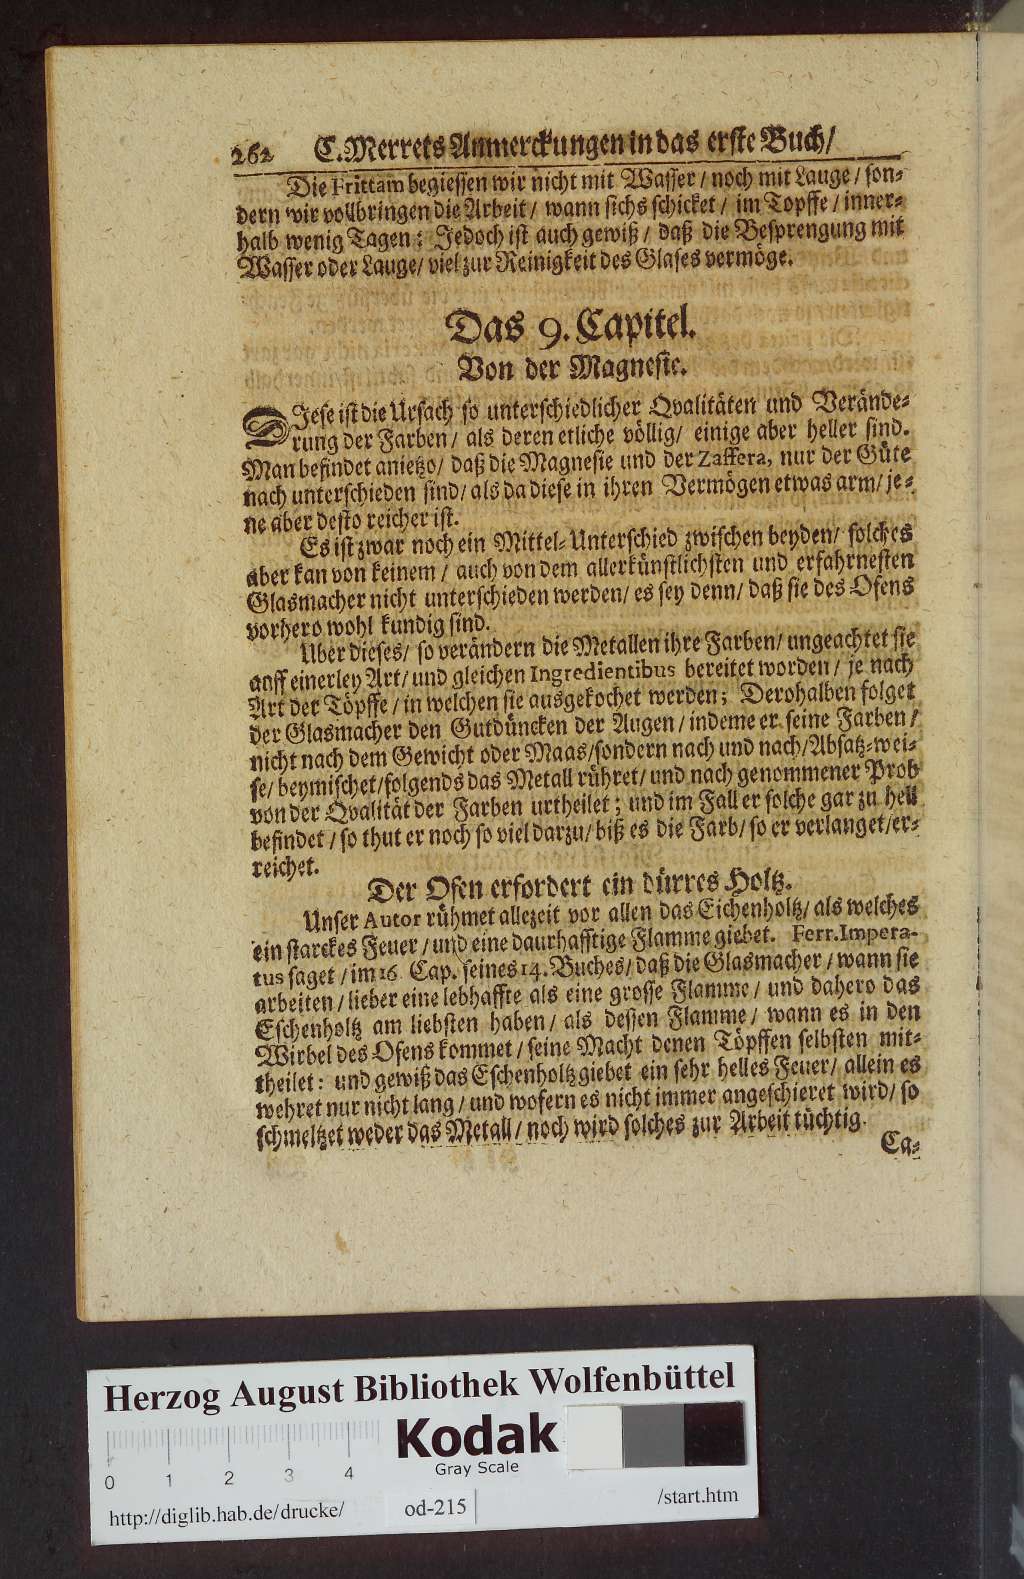 262 C. Merrets Anmerckungen in das erste Buch/
Die Frittam begiessen wir nicht mit Wasser / noch mit Lauge / son-
dern wir vollbringen die Arbeit / wann sichs schicket / im Topffe / inner-
halb wenig Tagen: Jedoch ist auch gewiß / daß die Besprengung mit
Wasser oder Lauge / viel zur Reinigkeit des Glases vermöge.
Das 9. Capitel.
Von der Magnesie.
DIese ist die Ursach so unterschiedlicher Qvalitäten und Verände-
rung der Farben / als deren etliche völlig / einige aber heller sind.
Man befindet anietzo / daß die Magnesie und der Zaffera, nur der Güte
nach unterschieden sind / als da diese in ihren Vermögen etwas arm / je-
ne aber desto reicher ist.
Es ist zwar noch ein Mittel-Unterschied zwischen beyden / solches
aber kan von keinem / auch von dem allerkünstlichsten und erfahrnesten
Glasmacher nicht unterschieden werden / es sey denn / daß sie des Ofens
vorhero wohl kundig sind.
Uber dieses / so verändern die Metallen ihre Farben / ungeachtet sie
auff einerley Art / und gleichen Ingredientibus bereitet worden / je nach
Art der Töpffe / in welchen sie ausgekochet werden; Derohalben folget
der Glasmacher den Gutdüncken der Augen / indeme er seine Farben /
nicht nach dem Gewicht oder Maas / sondern nach und nach / Absatz-wei-
se / beymischet / folgends das Metall rühret / und nach genommener Prob
von der Qvalität der Farben urtheilet; und im Fall er solche gar zu hell
befindet / so thut er noch so viel darzu / biß es die Farb / so er verlanget / er-
reichet.
Der Ofen erfordert ein dürres Holtz.
Unser Autor rühmet allezeit vor allen das Eichenholtz / als welches
ein starckes Feuer / und eine daurhafftige Flamme giebet. Ferr. Impera-
tus saget / im 16. Cap. seines 14. Buches / daß die Glasmacher / wann sie
arbeiten / lieber eine lebhaffte als eine grosse Flamme / und dahero das
Eschenholtz am liebsten haben / als dessen Flamme / wann es in den
Wirbel des Ofens kommet / seine Macht denen Töpffen selbsten mit-
theilet: und gewiß das Eschenholtz giebet ein sehr helles Feuer / allein es
wehret nur nicht lang / und wofern es nicht immer angeschieret wird / so
schmeltzet weder das Metall / noch wird solches zur Arbeit tüchtig.
Ca-
Herzog August Bibliothek Wolfenbüttel
Kodak
Gray Scale
0 1 2 3 4
http://diglib.hab.de/drucke/ od-215 /start.htm